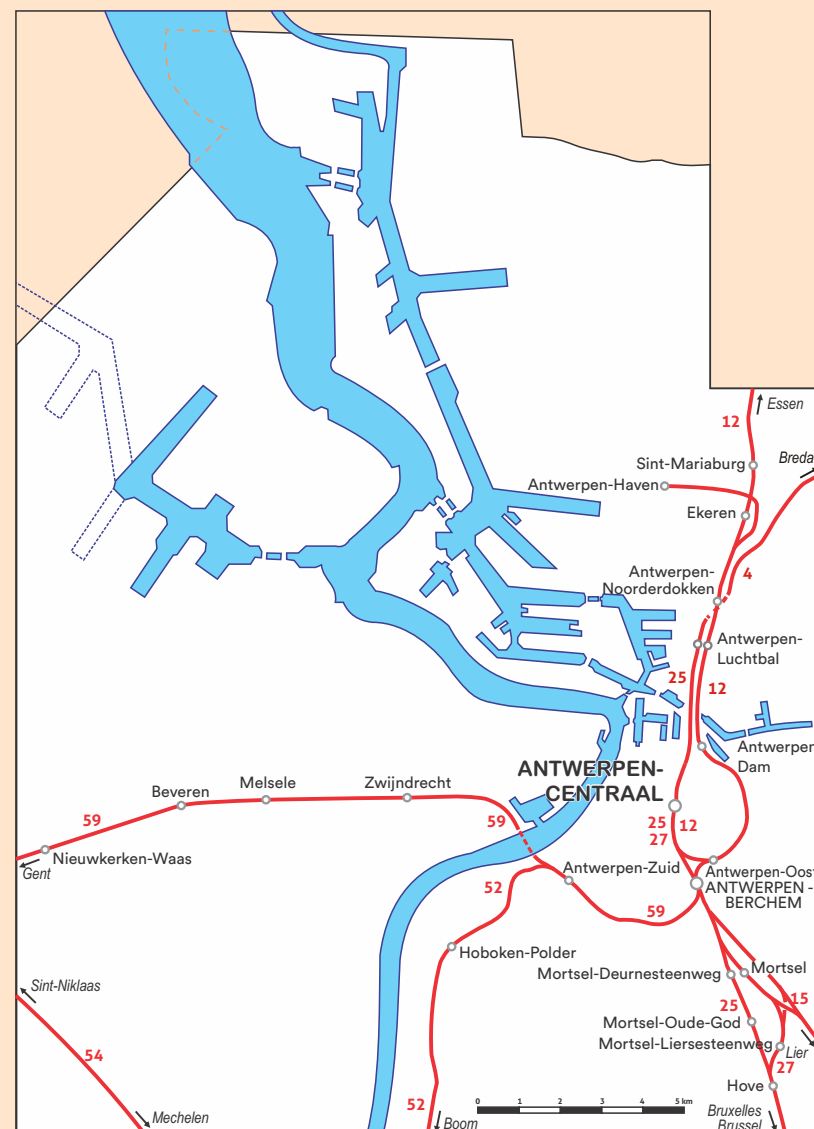 Essen
12
Breda
Sint-Mariaburg
Antwerpen-Haven
Ekeren
4
Antwerpen-
Noorderdokken
Antwerpen-
Luchtbal
25
12
Antwerpen
Dam
ANTWERPEN-
CENTRAAL
Zwijndrecht
Melsele
Beveren
59
59
25
12
27
Nieuwkerken-Waas
Gent
Antwerpen-Zuid
Antwerpen-Oost
ANTWERPEN -
BERCHEM
52
59
Hoboken-Polder
Mortsel
Mortsel-Deurnesteenweg
Sint-Niklaas
15
25
Mortsel-Oude-God
Mortsel-Liersesteenweg
Lier
54
27
Hove
52
0 1 2 3 4 5 km
Mechelen
Boom
Bruxelles
Brussel